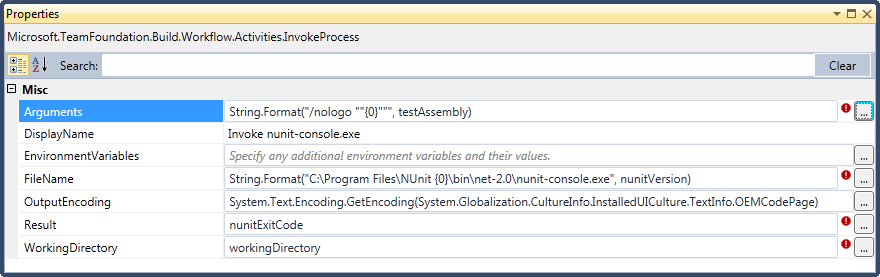 Properties
Microsoft.TeamFoundation.Build.Workflow.Activities.InvokeProcess
Search: Clear
Misc
Arguments String.Format("/nologo ""{0}""", testAssembly) ...
DisplayName Invoke nunit-console.exe
EnvironmentVariables Specify any additional environment variables and their values. ...
FileName String.Format("C:\Program Files\NUnit {0}\bin\net-2.0\nunit-console.exe", nunitVersion) ...
OutputEncoding System.Text.Encoding.GetEncoding(System.Globalization.CultureInfo.InstalledUICulture.TextInfo.OEMCodePage) ...
Result nunitExitCode ...
WorkingDirectory workingDirectory ...